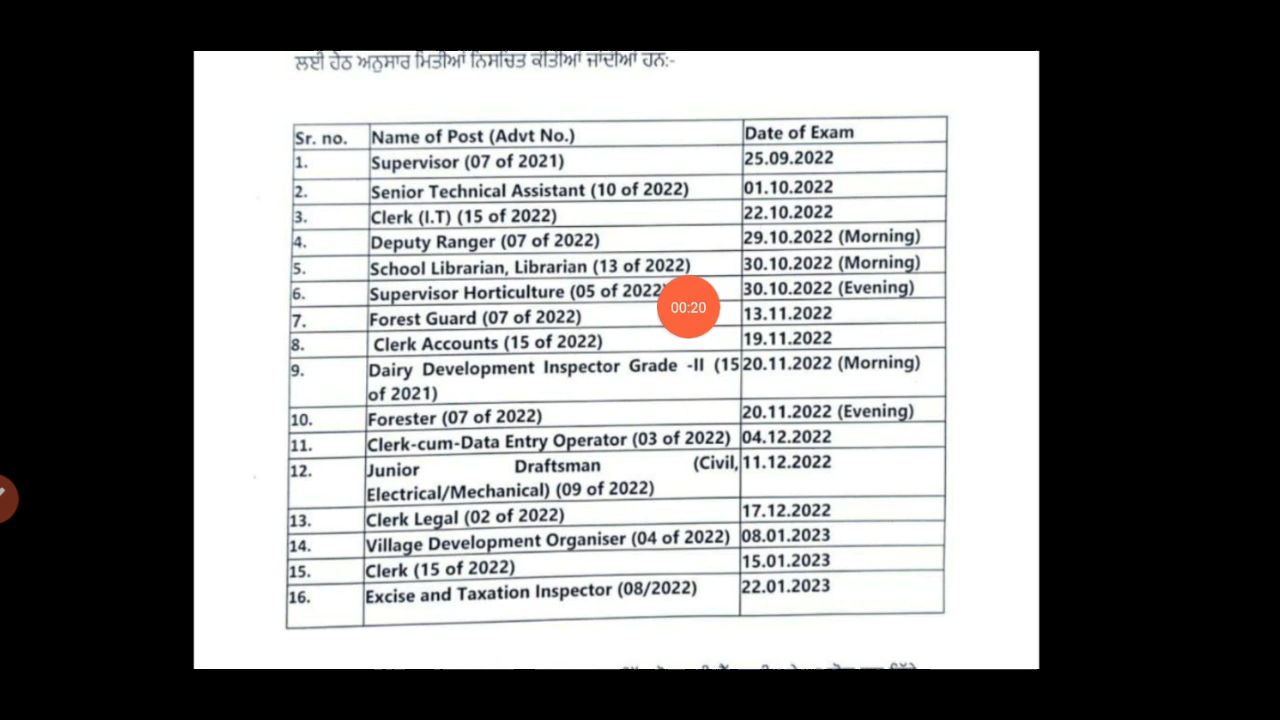 ਲਈ ਹੇਠ ਅਨੁਸਾਰ ਮਿਤੀਆਂ ਨਿਸਚਿਤ ਕੀਤੀਆਂ ਜਾਂਦੀਆਂ ਹਨ:-
Sr. no. Name of Post (Advt No.) Date of Exam
1. Supervisor (07 of 2021) 25.09.2022
2. Senior Technical Assistant (10 of 2022) 01.10.2022
3. Clerk (I.T) (15 of 2022) 22.10.2022
4. Deputy Ranger (07 of 2022) 29.10.2022 (Morning)
5. School Librarian, Librarian (13 of 2022) 30.10.2022 (Morning)
6. Supervisor Horticulture (05 of 2022) 30.10.2022 (Evening)
00:20
7. Forest Guard (07 of 2022) 13.11.2022
8. Clerk Accounts (15 of 2022) 19.11.2022
9. Dairy Development Inspector Grade -II (15 20.11.2022 (Morning)
of 2021)
10. Forester (07 of 2022) 20.11.2022 (Evening)
11. Clerk-cum-Data Entry Operator (03 of 2022) 04.12.2022
12. Junior Draftsman (Civil, 11.12.2022
Electrical/Mechanical) (09 of 2022)
13. Clerk Legal (02 of 2022) 17.12.2022
14. Village Development Organiser (04 of 2022) 08.01.2023
15. Clerk (15 of 2022) 15.01.2023
16. Excise and Taxation Inspector (08/2022) 22.01.2023